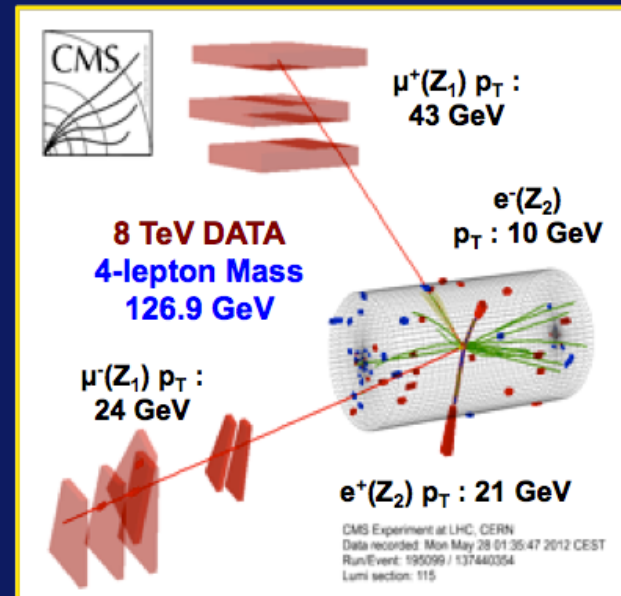 CMS
μ⁺(Z₁) p_T :
43 GeV
e⁻(Z₂)
p_T : 10 GeV
8 TeV DATA
4-lepton Mass
126.9 GeV
μ⁻(Z₁) p_T :
24 GeV
e⁺(Z₂) p_T : 21 GeV
CMS Experiment at LHC, CERN
Data recorded: Mon May 28 01:35:47 2012 CEST
Run/Event: 195099 / 137440354
Lumi section: 115